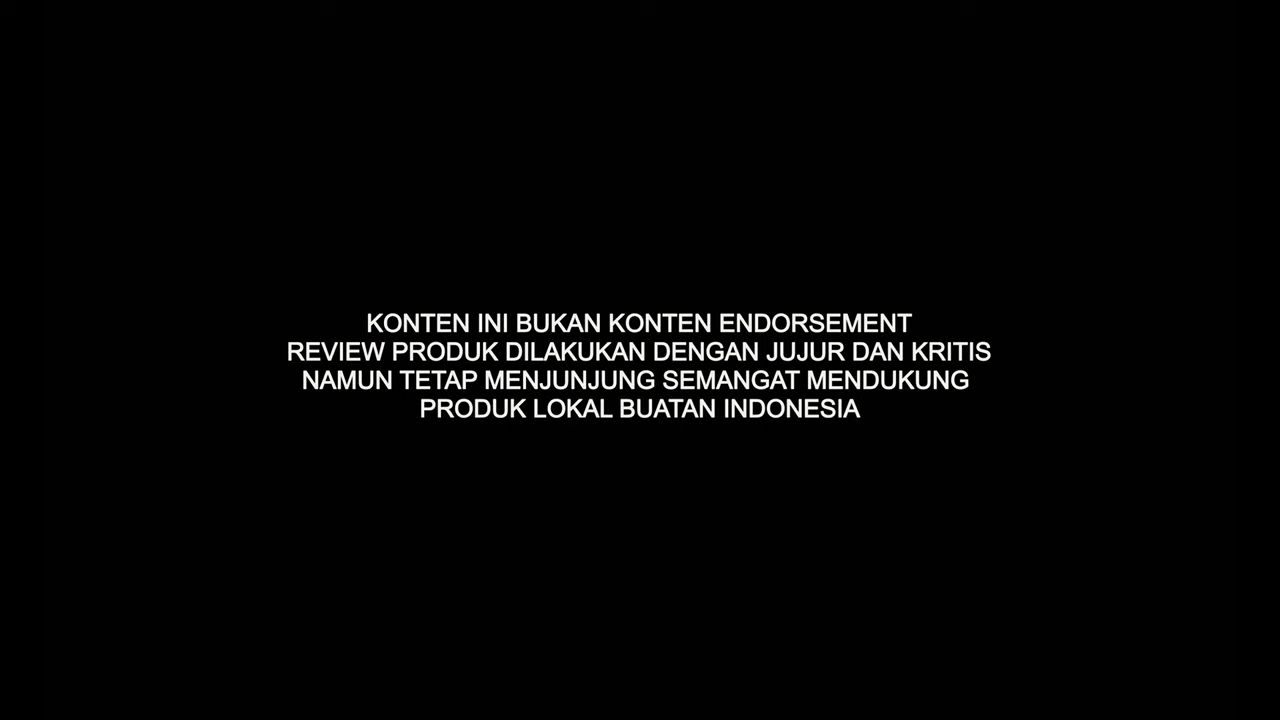 KONTEN INI BUKAN KONTEN ENDORSEMENT
REVIEW PRODUK DILAKUKAN DENGAN JUJUR DAN KRITIS
NAMUN TETAP MENJUNJUNG SEMANGAT MENDUKUNG
PRODUK LOKAL BUATAN INDONESIA